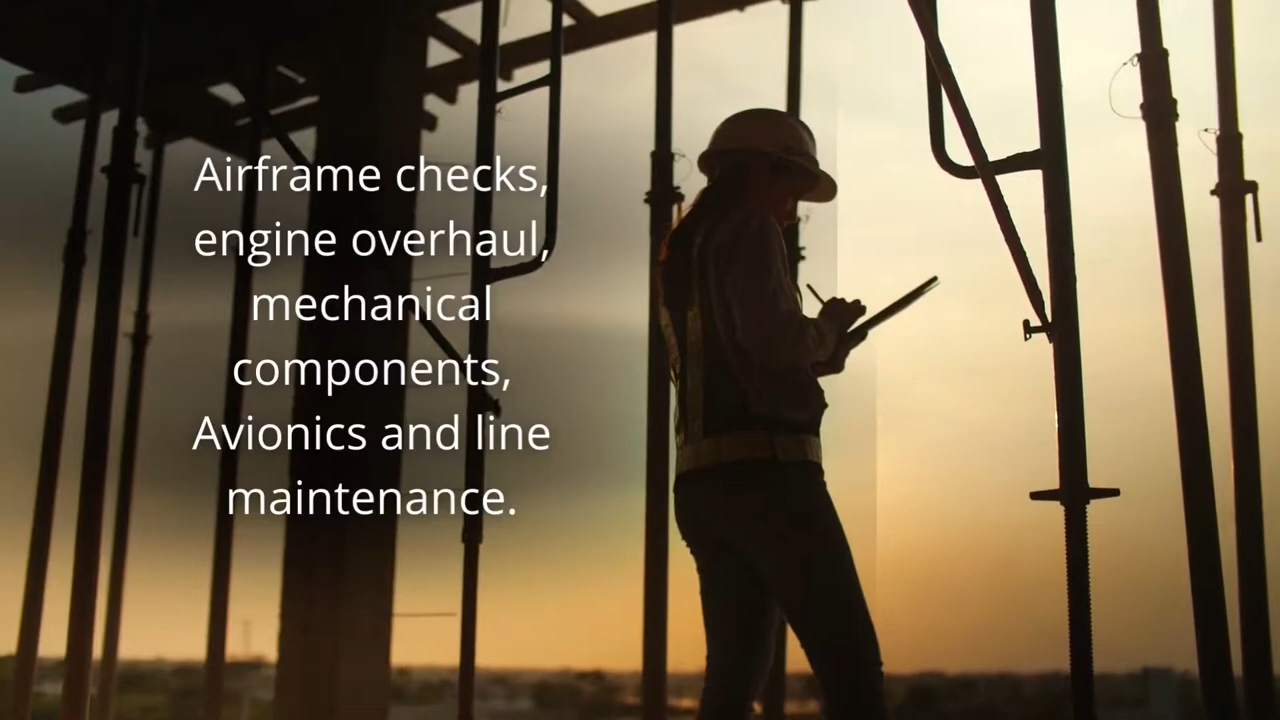 Airframe checks,
engine overhaul,
mechanical
components,
Avionics and line
maintenance.